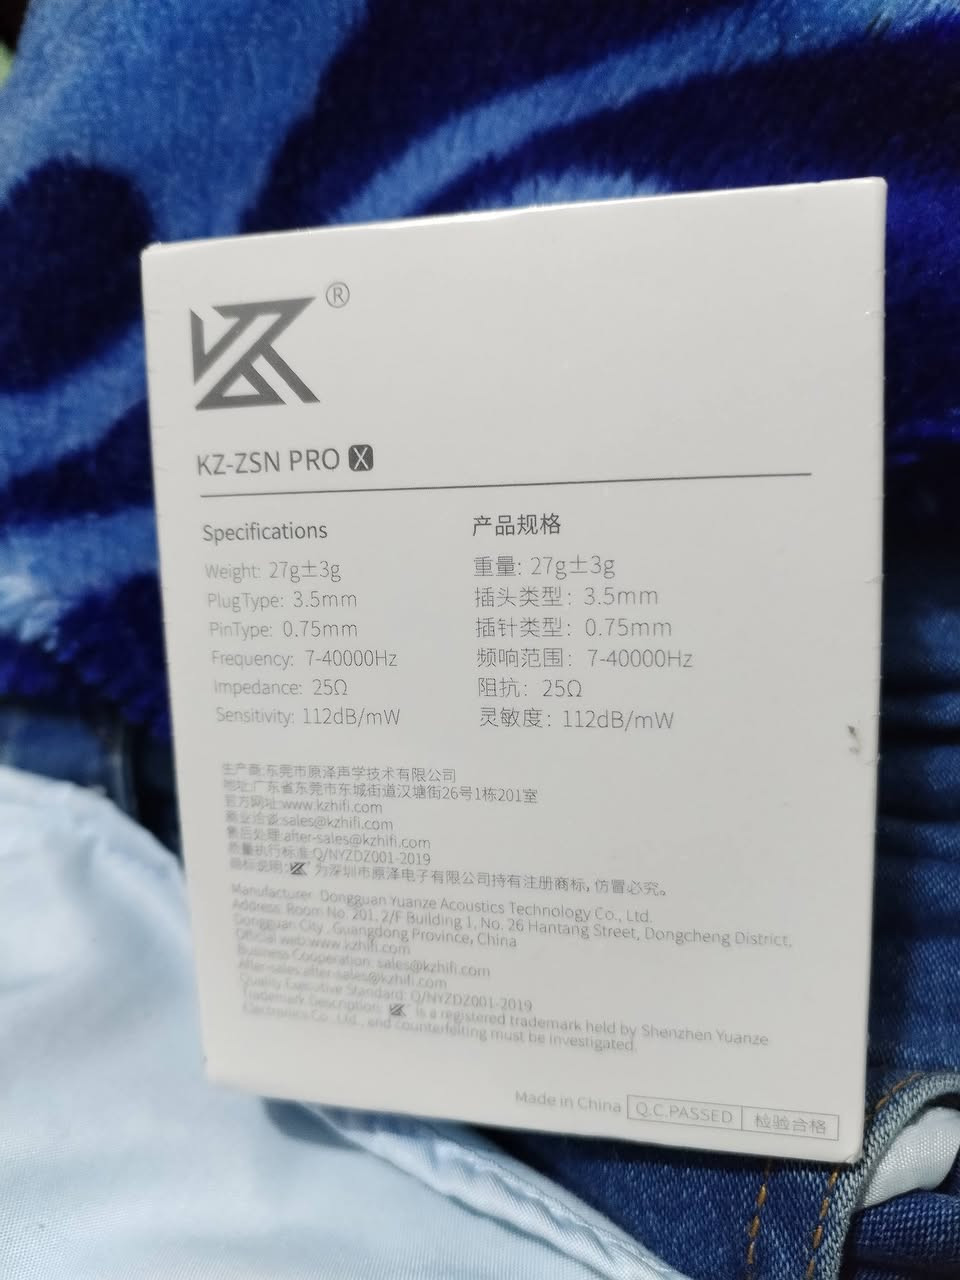 KZ®
KZ-ZSN PRO X
Specifications
Weight: 27g±3g
PlugType: 3.5mm
PinType: 0.75mm
Frequency: 7-40000Hz
Impedance: 25Ω
Sensitivity: 112dB/mW
产品规格
重量: 27g±3g
插头类型: 3.5mm
插针类型: 0.75mm
频响范围: 7-40000Hz
阻抗: 25Ω
灵敏度: 112dB/mW
生产商:东莞市原泽声学技术有限公司
地址:广东省东莞市东城街道汉塘街26号1栋201室
官方网址:www.kzhifi.com
商业洽谈:sales@kzhifi.com
售后处理:after-sales@kzhifi.com
质量执行标准:Q/NYZDZ001-2019
商标说明:KZ 为深圳市原泽电子有限公司持有注册商标,仿冒必究。
Manufacturer: Dongguan Yuanze Acoustics Technology Co., Ltd.
Address: Room No. 201, 2/F Building 1, No. 26 Hantang Street, Dongcheng District,
Dongguan City, Guangdong Province, China
Official web:www.kzhifi.com
Business Cooperation: sales@kzhifi.com
After-sales:after-sales@kzhifi.com
Quality Executive Standard: Q/NYZDZ001-2019
Trademark Description: KZ is a registered trademark held by Shenzhen Yuanze
Electronics Co., Ltd., and counterfeiting must be investigated.
Made in China Q.C.PASSED 检验合格